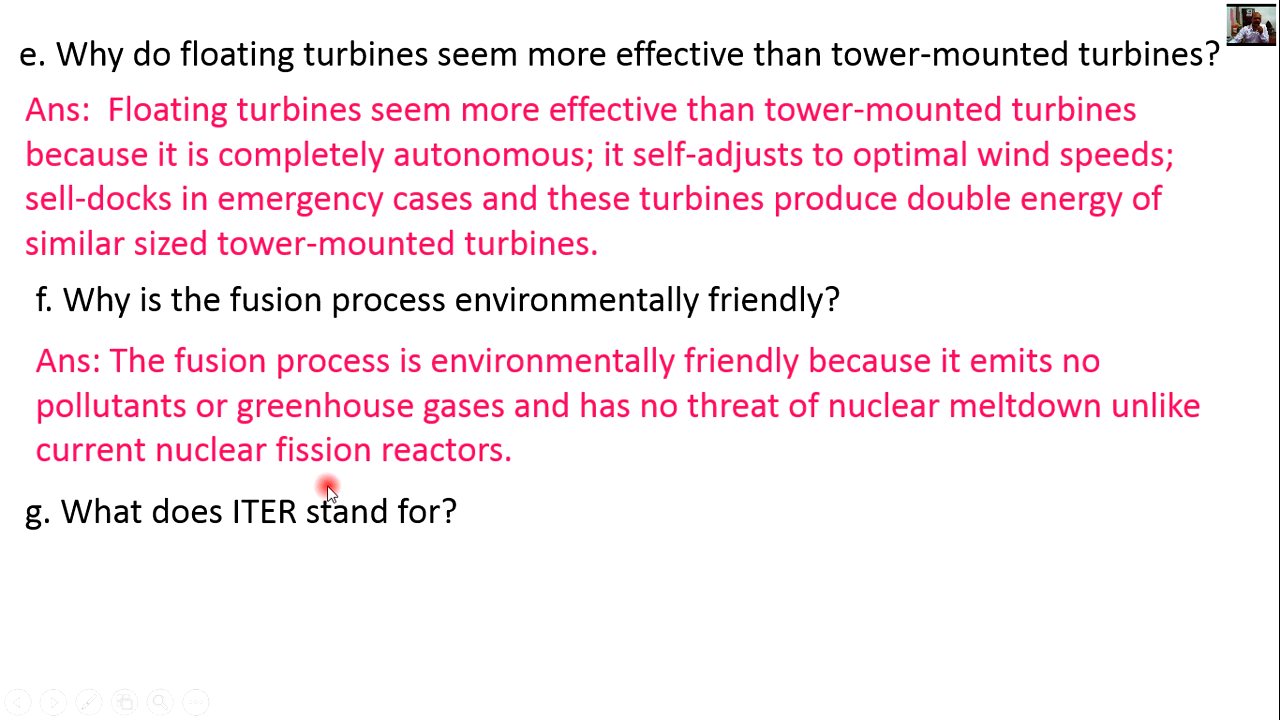 e. Why do floating turbines seem more effective than tower-mounted turbines?
Ans:  Floating turbines seem more effective than tower-mounted turbines
because it is completely autonomous; it self-adjusts to optimal wind speeds;
sell-docks in emergency cases and these turbines produce double energy of
similar sized tower-mounted turbines.
f. Why is the fusion process environmentally friendly?
Ans: The fusion process is environmentally friendly because it emits no
pollutants or greenhouse gases and has no threat of nuclear meltdown unlike
current nuclear fission reactors.
g. What does ITER stand for?